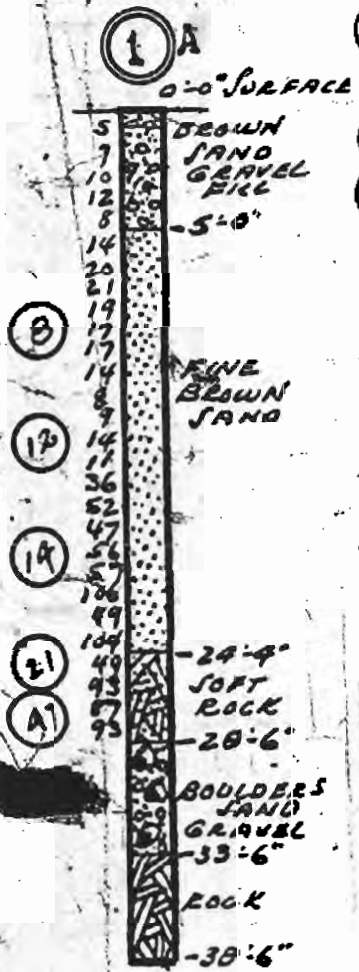 1 A
0'-0" SURFACE
BROWN
SAND
GRAVEL
FILL
5
7
10
12
8
-5'-0"
14
20
21
19
17
17
14
8
9
14
11
36
52
47
56
57
106
49
104
FINE
BROWN
SAND
8
12
14
21
-24'-4"
49
93
87
93
SOFT
ROCK
-28'-6"
BOULDERS
SAND
GRAVEL
-33'-6"
ROCK
-38'-6"